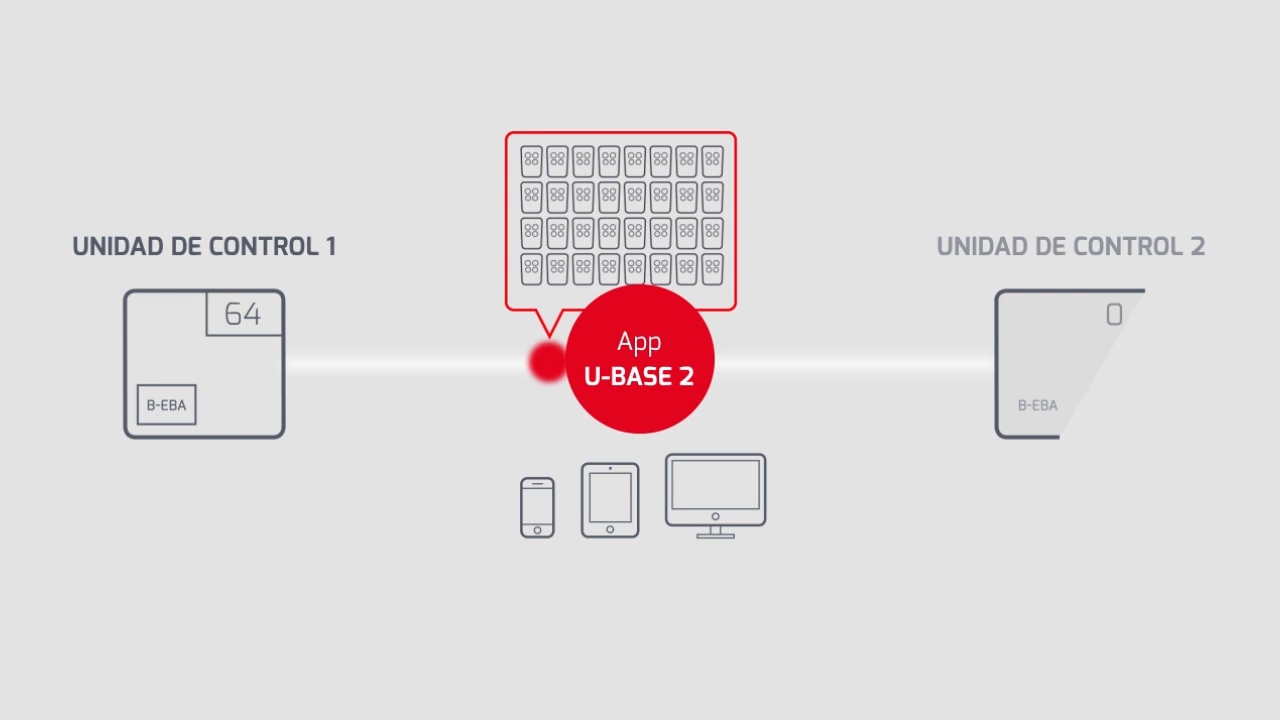 UNIDAD DE CONTROL 1
64
B-EBA
App
U-BASE 2
UNIDAD DE CONTROL 2
0
B-EBA